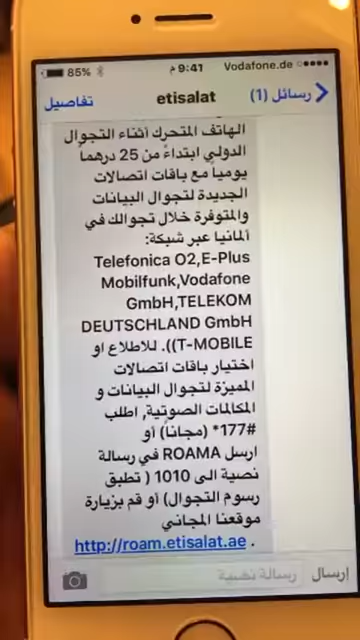 85% 9:41 م Vodafone.de
تفاصيل etisalat رسائل (1)
الهاتف المتحرك أثناء التجوال
الدولي ابتداءً من 25 درهما
يومياً مع باقات اتصالات
الجديدة لتجوال البيانات
والمتوفرة خلال تجوالك في
ألمانيا عبر شبكة:
Telefonica O2,E-Plus
Mobilfunk,Vodafone
GmbH,TELEKOM
DEUTSCHLAND GmbH
(T-MOBILE)). للاطلاع او
اختيار باقات اتصالات
المميزة لتجوال البيانات و
المكالمات الصوتية, اطلب
*177# (مجاناً) أو
ارسل ROAMA في رسالة
نصية الى 1010 ( تطبق
رسوم التجوال) أو قم بزيارة
موقعنا المجاني
http://roam.etisalat.ae .
رسالة نصية إرسال